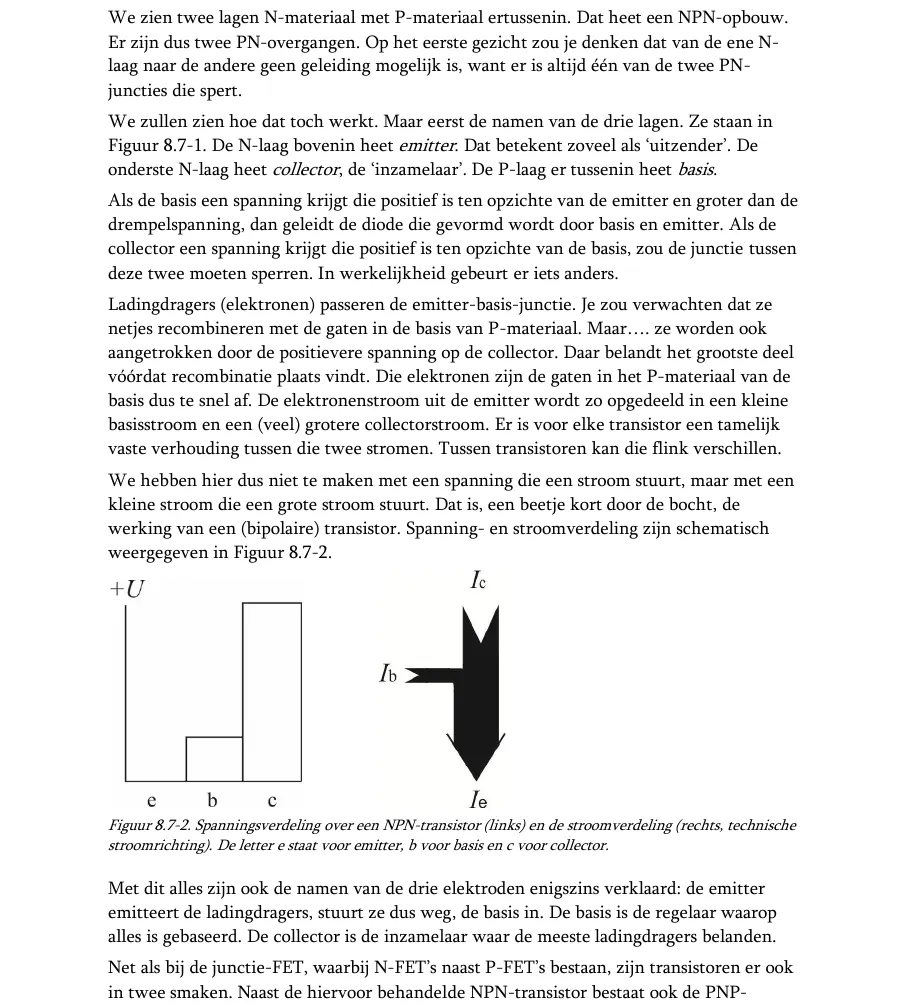 We zien twee lagen N-materiaal met P-materiaal ertussenin. Dat heet een NPN-opbouw.
Er zijn dus twee PN-overgangen. Op het eerste gezicht zou je denken dat van de ene N-
laag naar de andere geen geleiding mogelijk is, want er is altijd één van de twee PN-
juncties die spert.
We zullen zien hoe dat toch werkt. Maar eerst de namen van de drie lagen. Ze staan in
Figuur 8.7-1. De N-laag bovenin heet emitter. Dat betekent zoveel als ‘uitzender’. De
onderste N-laag heet collector, de ‘inzamelaar’. De P-laag er tussenin heet basis.
Als de basis een spanning krijgt die positief is ten opzichte van de emitter en groter dan de
drempelspanning, dan geleidt de diode die gevormd wordt door basis en emitter. Als de
collector een spanning krijgt die positief is ten opzichte van de basis, zou de junctie tussen
deze twee moeten sperren. In werkelijkheid gebeurt er iets anders.
Ladingdragers (elektronen) passeren de emitter-basis-junctie. Je zou verwachten dat ze
netjes recombineren met de gaten in de basis van P-materiaal. Maar…. ze worden ook
aangetrokken door de positievere spanning op de collector. Daar belandt het grootste deel
vóórdat recombinatie plaats vindt. Die elektronen zijn de gaten in het P-materiaal van de
basis dus te snel af. De elektronenstroom uit de emitter wordt zo opgedeeld in een kleine
basisstroom en een (veel) grotere collectorstroom. Er is voor elke transistor een tamelijk
vaste verhouding tussen die twee stromen. Tussen transistoren kan die flink verschillen.
We hebben hier dus niet te maken met een spanning die een stroom stuurt, maar met een
kleine stroom die een grote stroom stuurt. Dat is, een beetje kort door de bocht, de
werking van een (bipolaire) transistor. Spanning- en stroomverdeling zijn schematisch
weergegeven in Figuur 8.7-2.
+U
e b c
Ic
Ib
Ie
Figuur 8.7-2. Spanningsverdeling over een NPN-transistor (links) en de stroomverdeling (rechts, technische
stroomrichting). De letter e staat voor emitter, b voor basis en c voor collector.
Met dit alles zijn ook de namen van de drie elektroden enigszins verklaard: de emitter
emitteert de ladingdragers, stuurt ze dus weg, de basis in. De basis is de regelaar waarop
alles is gebaseerd. De collector is de inzamelaar waar de meeste ladingdragers belanden.
Net als bij de junctie-FET, waarbij N-FET’s naast P-FET’s bestaan, zijn transistoren er ook
in twee smaken. Naast de hiervoor behandelde NPN-transistor bestaat ook de PNP-